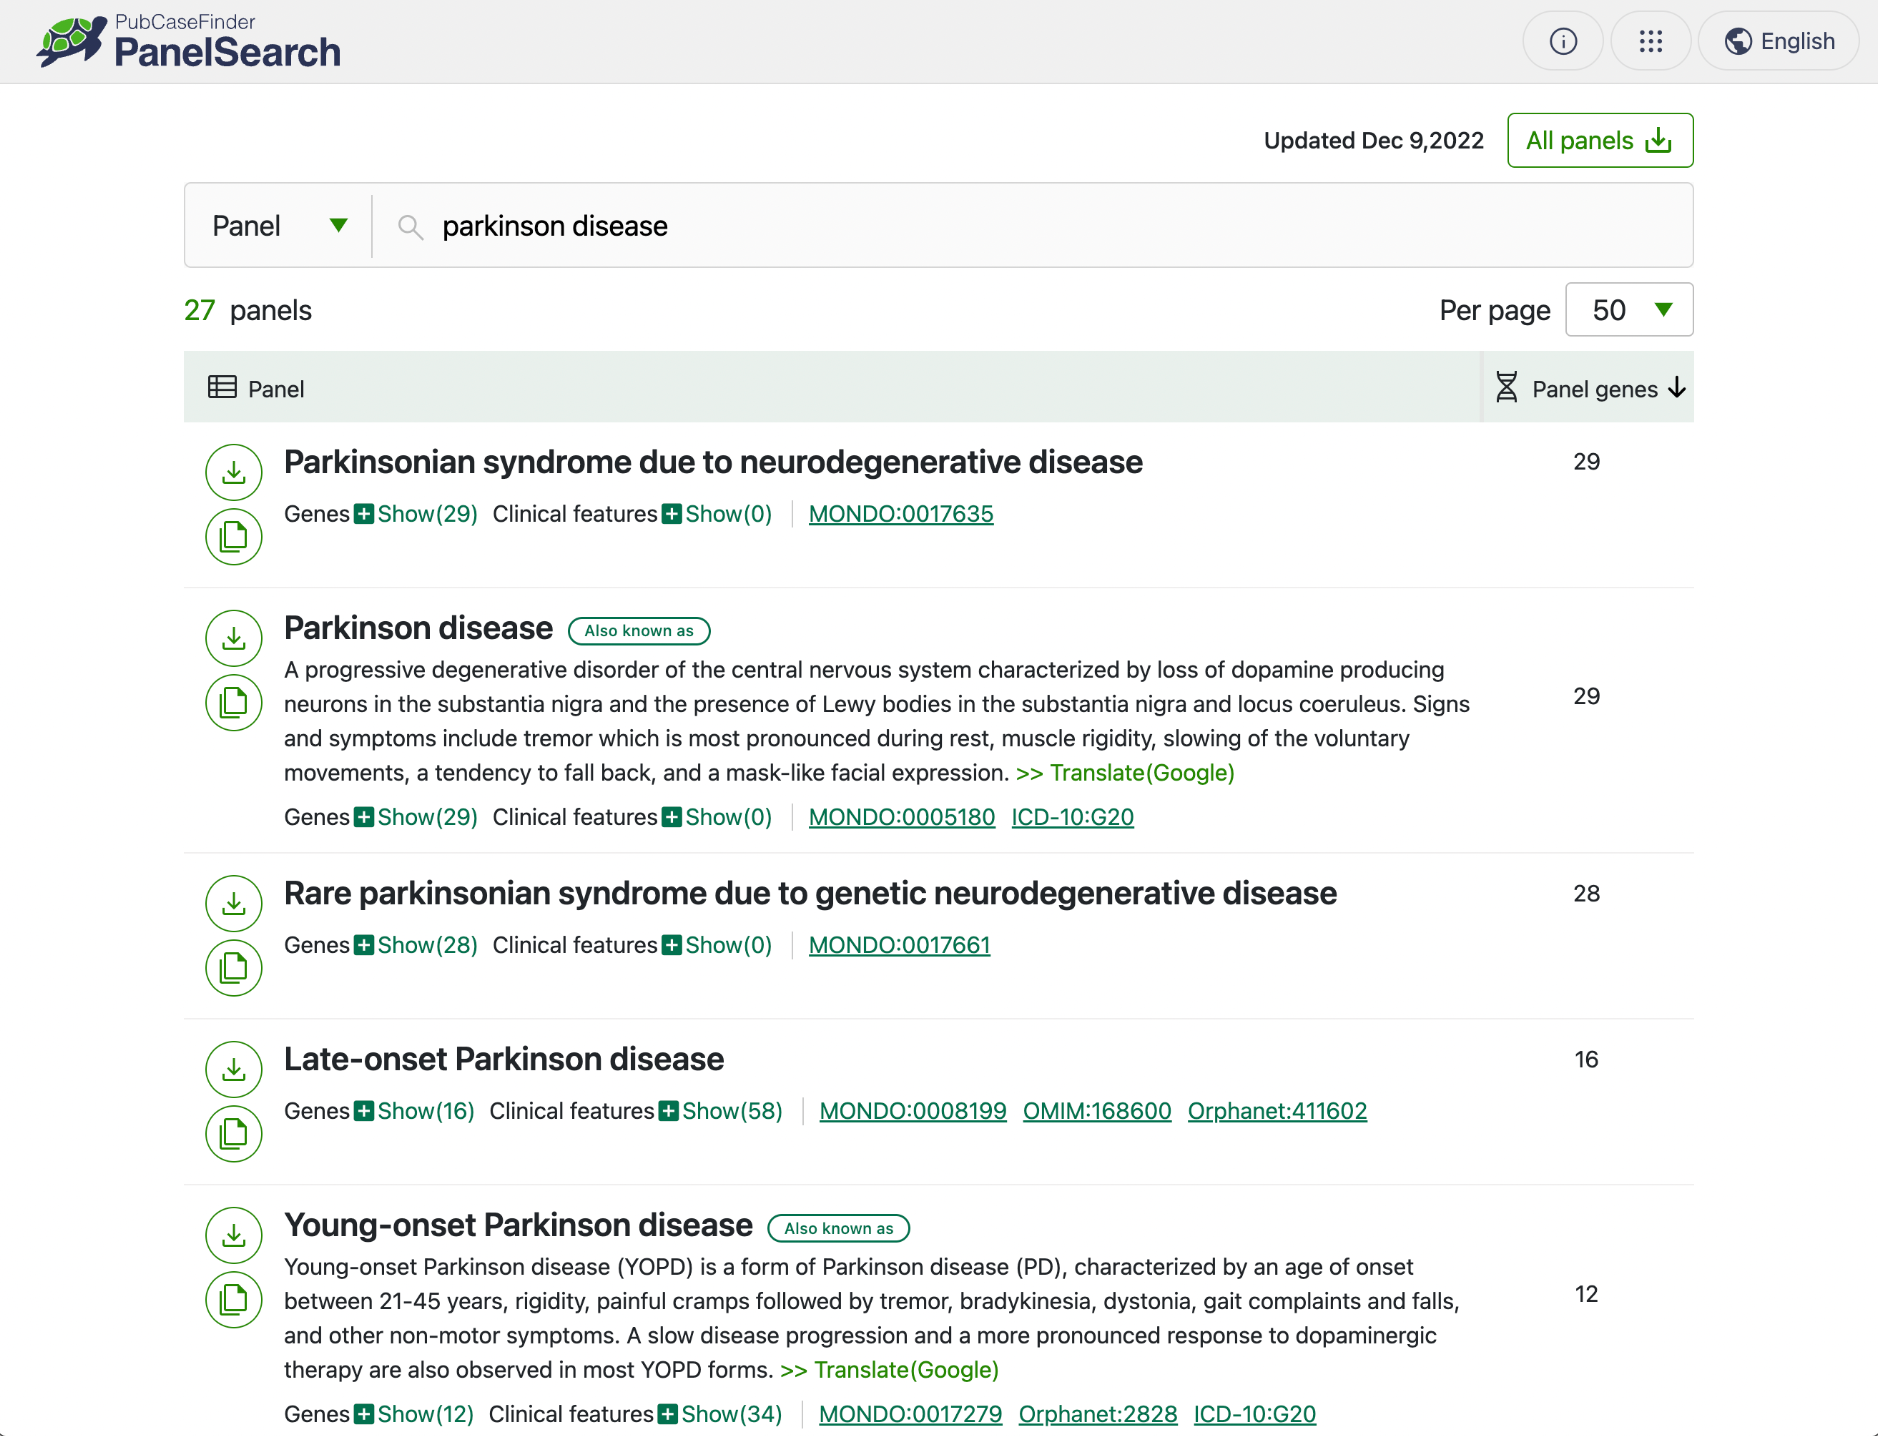 PubCaseFinder
PanelSearch
English
Updated Dec 9,2022
All panels
Panel
parkinson disease
27 panels
Per page 50
Panel
Panel genes
Parkinsonian syndrome due to neurodegenerative disease
29
Genes Show(29) Clinical features Show(0) MONDO:0017635
Parkinson disease Also known as
A progressive degenerative disorder of the central nervous system characterized by loss of dopamine producing
neurons in the substantia nigra and the presence of Lewy bodies in the substantia nigra and locus coeruleus. Signs
29
and symptoms include tremor which is most pronounced during rest, muscle rigidity, slowing of the voluntary
movements, a tendency to fall back, and a mask-like facial expression. >> Translate(Google)
Genes Show(29) Clinical features Show(0) MONDO:0005180 ICD-10:G20
Rare parkinsonian syndrome due to genetic neurodegenerative disease
28
Genes Show(28) Clinical features Show(0) MONDO:0017661
Late-onset Parkinson disease
16
Genes Show(16) Clinical features Show(58) MONDO:0008199 OMIM:168600 Orphanet:411602
Young-onset Parkinson disease Also known as
Young-onset Parkinson disease (YOPD) is a form of Parkinson disease (PD), characterized by an age of onset
between 21-45 years, rigidity, painful cramps followed by tremor, bradykinesia, dystonia, gait complaints and falls,
12
and other non-motor symptoms. A slow disease progression and a more pronounced response to dopaminergic
therapy are also observed in most YOPD forms. >> Translate(Google)
Genes Show(12) Clinical features Show(34) MONDO:0017279 Orphanet:2828 ICD-10:G20